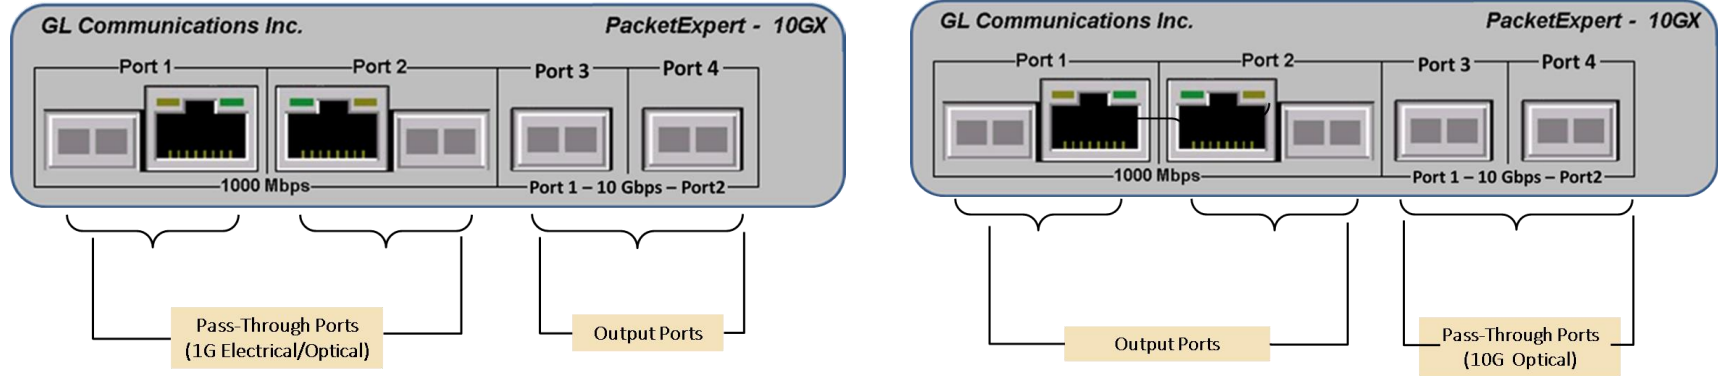 GL Communications Inc. PacketExpert - 10GX
Port 1 Port 2 Port 3 Port 4
1000 Mbps Port 1 – 10 Gbps – Port2
Pass-Through Ports
(1G Electrical/Optical)
Output Ports
GL Communications Inc. PacketExpert - 10GX
Port 1 Port 2 Port 3 Port 4
1000 Mbps Port 1 – 10 Gbps – Port2
Output Ports
Pass-Through Ports
(10G Optical)